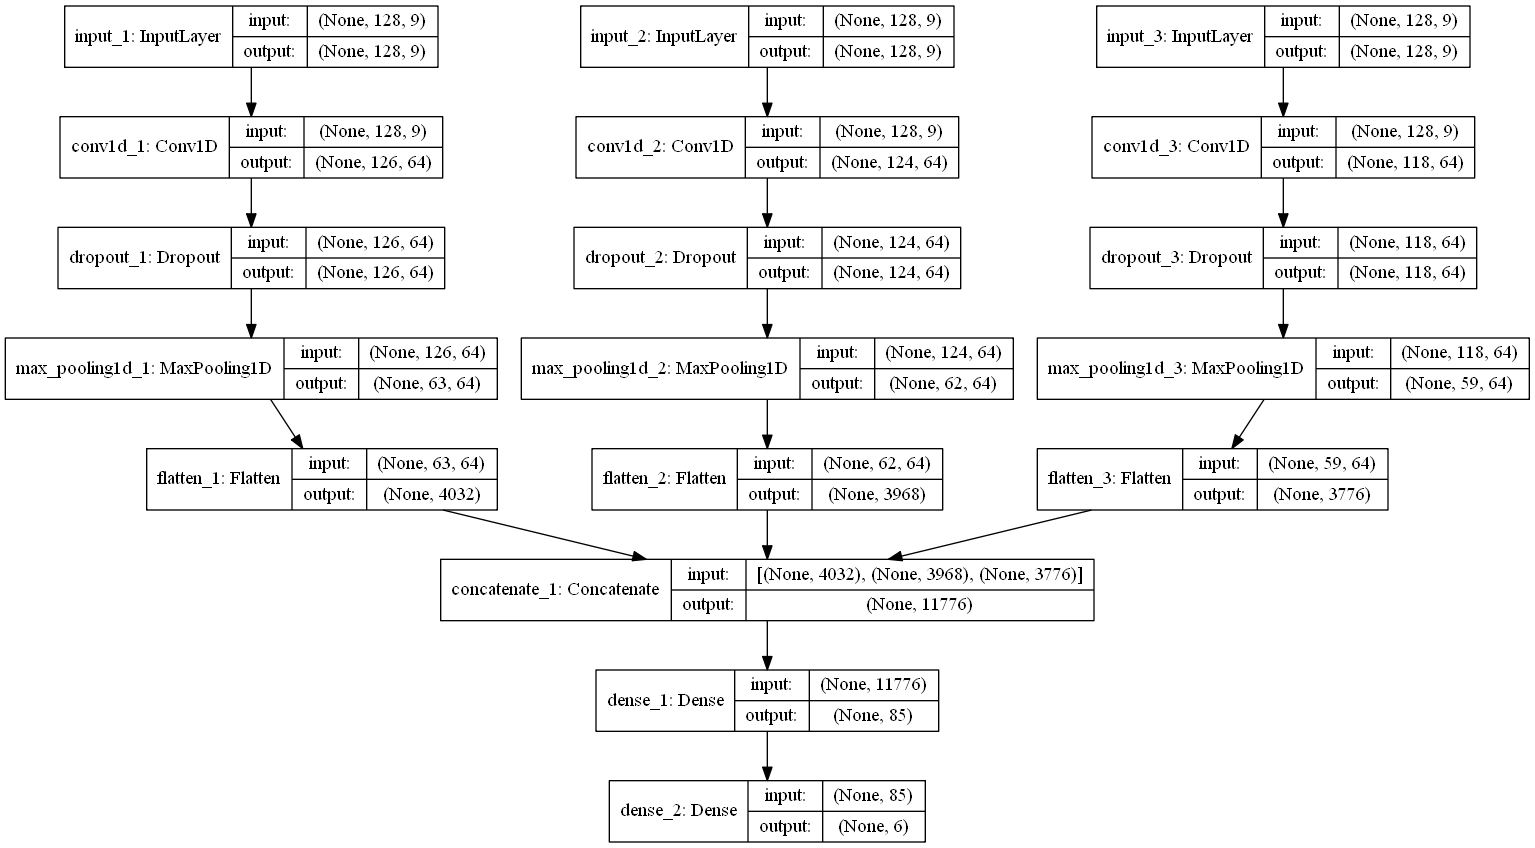 input_1: InputLayer
input: (None, 128, 9)
output: (None, 128, 9)
input_2: InputLayer
input: (None, 128, 9)
output: (None, 128, 9)
input_3: InputLayer
input: (None, 128, 9)
output: (None, 128, 9)
conv1d_1: Conv1D
input: (None, 128, 9)
output: (None, 126, 64)
conv1d_2: Conv1D
input: (None, 128, 9)
output: (None, 124, 64)
conv1d_3: Conv1D
input: (None, 128, 9)
output: (None, 118, 64)
dropout_1: Dropout
input: (None, 126, 64)
output: (None, 126, 64)
dropout_2: Dropout
input: (None, 124, 64)
output: (None, 124, 64)
dropout_3: Dropout
input: (None, 118, 64)
output: (None, 118, 64)
max_pooling1d_1: MaxPooling1D
input: (None, 126, 64)
output: (None, 63, 64)
max_pooling1d_2: MaxPooling1D
input: (None, 124, 64)
output: (None, 62, 64)
max_pooling1d_3: MaxPooling1D
input: (None, 118, 64)
output: (None, 59, 64)
flatten_1: Flatten
input: (None, 63, 64)
output: (None, 4032)
flatten_2: Flatten
input: (None, 62, 64)
output: (None, 3968)
flatten_3: Flatten
input: (None, 59, 64)
output: (None, 3776)
concatenate_1: Concatenate
input: [(None, 4032), (None, 3968), (None, 3776)]
output: (None, 11776)
dense_1: Dense
input: (None, 11776)
output: (None, 85)
dense_2: Dense
input: (None, 85)
output: (None, 6)